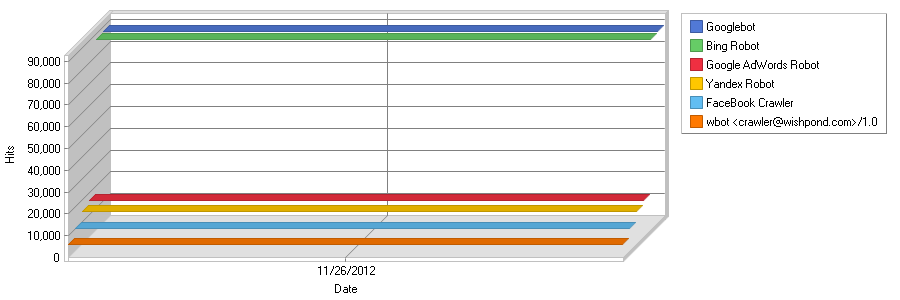 90,000
80,000
70,000
60,000
50,000
40,000
30,000
20,000
10,000
0
Hits
11/26/2012
Date
Googlebot
Bing Robot
Google AdWords Robot
Yandex Robot
FaceBook Crawler
wbot <crawler@wishpond.com>/1.0